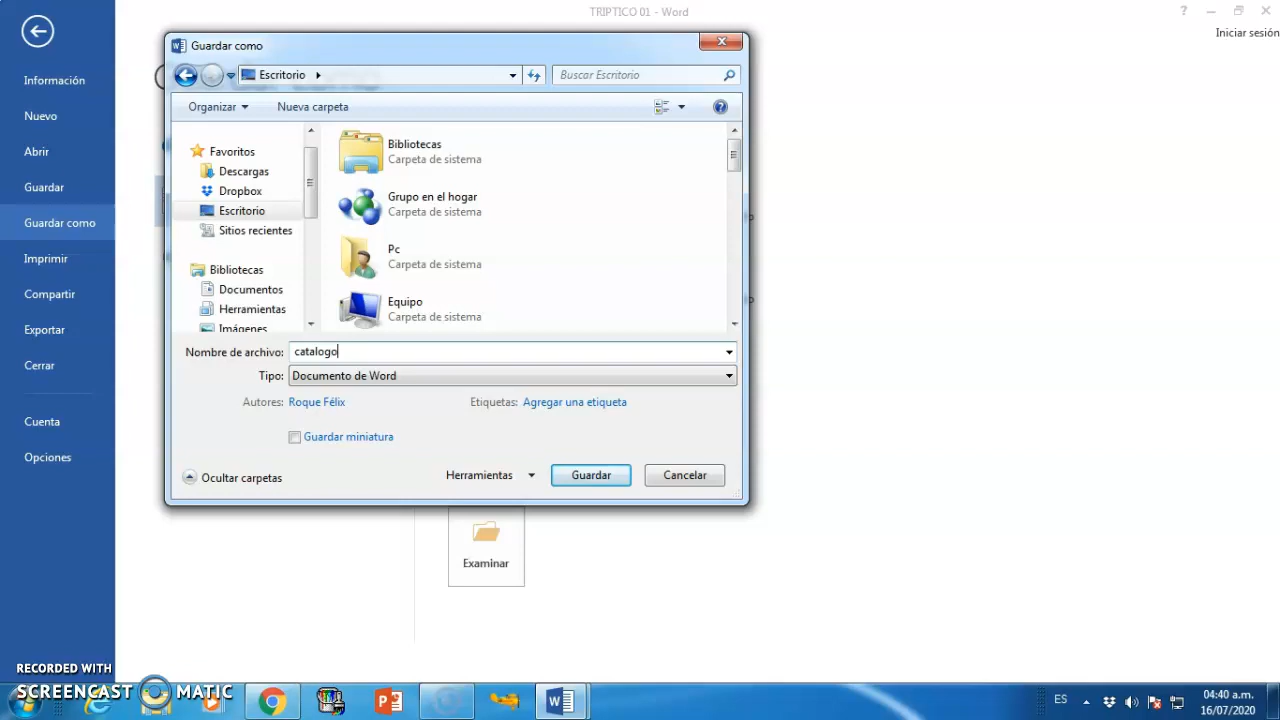 TRIPTICO 01 - Word
?
Iniciar sesión
Información
Nuevo
Abrir
Guardar
Guardar como
Imprimir
Compartir
Exportar
Cerrar
Cuenta
Opciones
Guardar como
Escritorio
Buscar Escritorio
Organizar
Nueva carpeta
?
Favoritos
Descargas
Dropbox
Escritorio
Sitios recientes
Bibliotecas
Documentos
Herramientas
Imágenes
Bibliotecas
Carpeta de sistema
Grupo en el hogar
Carpeta de sistema
Pc
Carpeta de sistema
Equipo
Carpeta de sistema
Nombre de archivo: catalogo
Tipo: Documento de Word
Autores: Roque Félix
Etiquetas: Agregar una etiqueta
Guardar miniatura
Ocultar carpetas
Herramientas
Guardar
Cancelar
Examinar
RECORDED WITH
SCREENCAST MATIC
ES
04:40 a.m.
16/07/2020